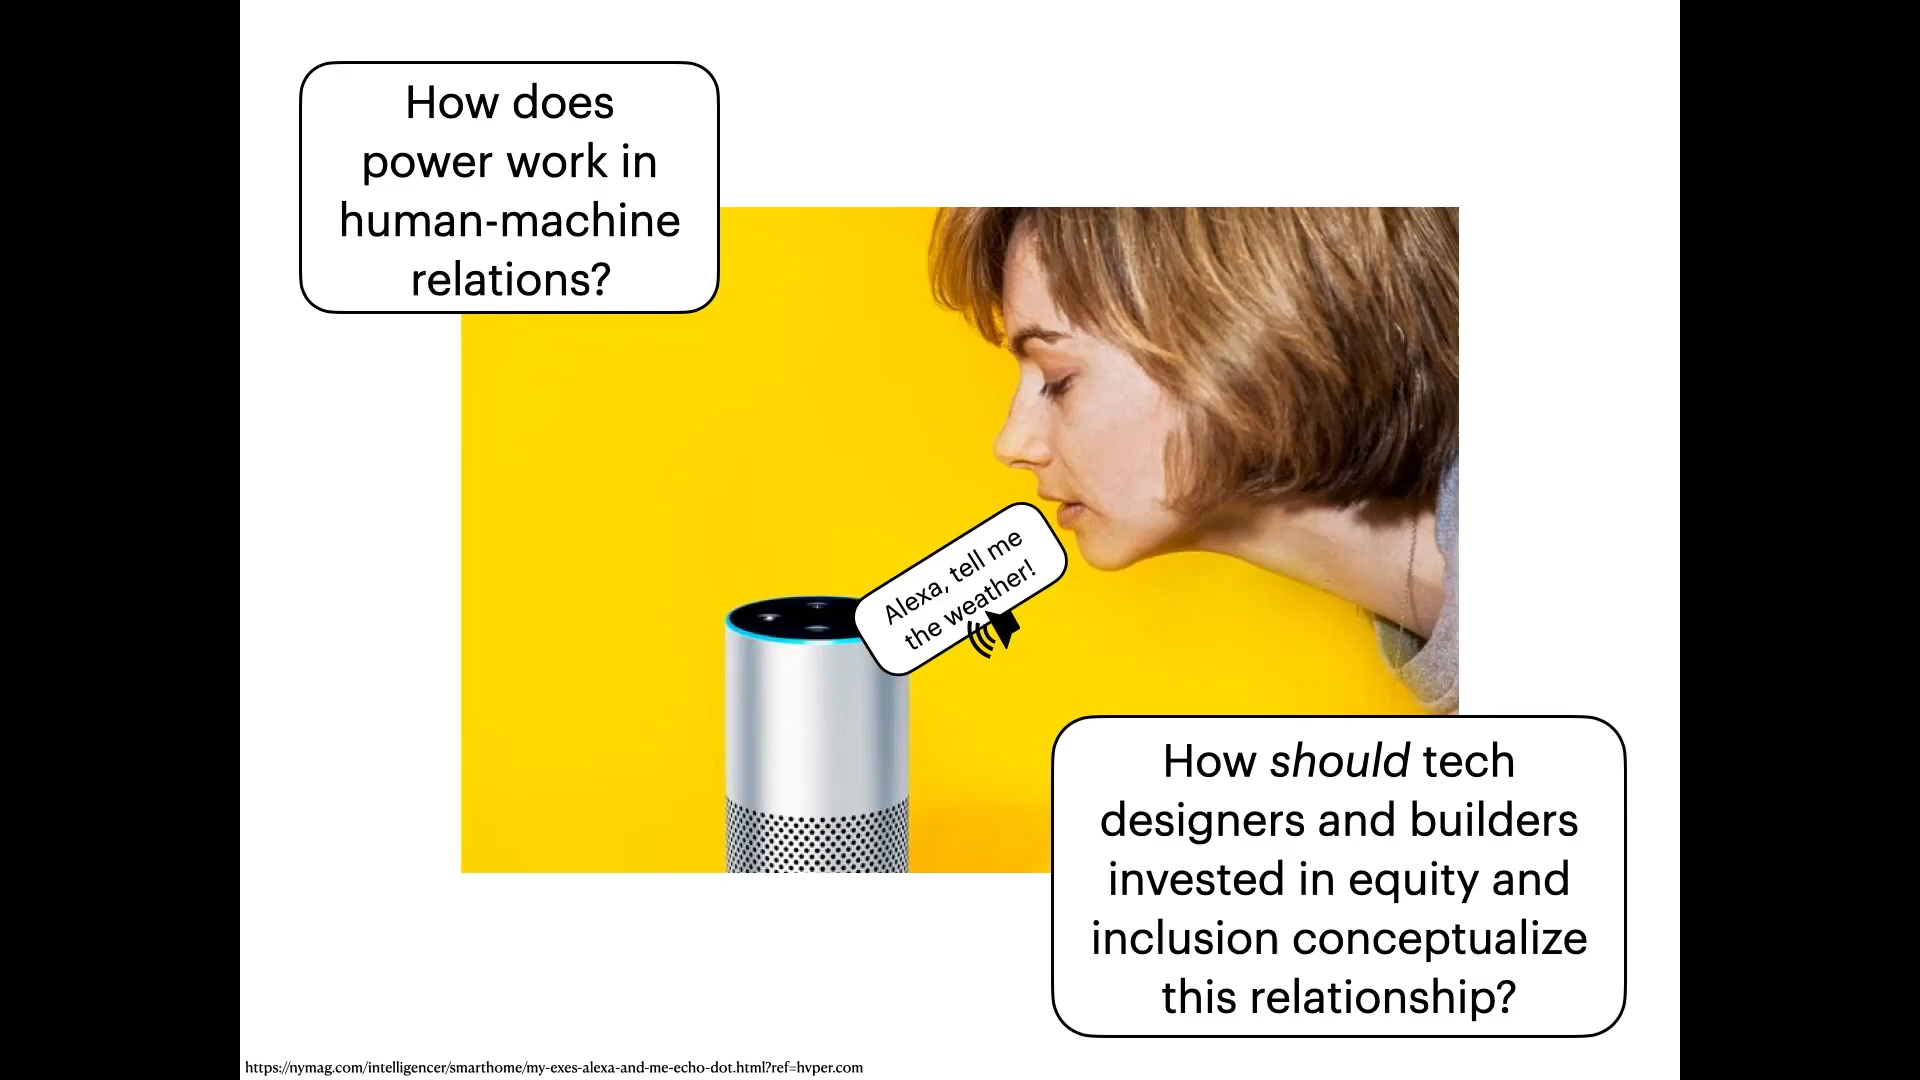 How does
power work in
human-machine
relations?
Alexa, tell me
the weather!
How should tech
designers and builders
invested in equity and
inclusion conceptualize
this relationship?
https://nymag.com/intelligencer/smarthome/my-exes-alexa-and-me-echo-dot.html?ref=hvper.com